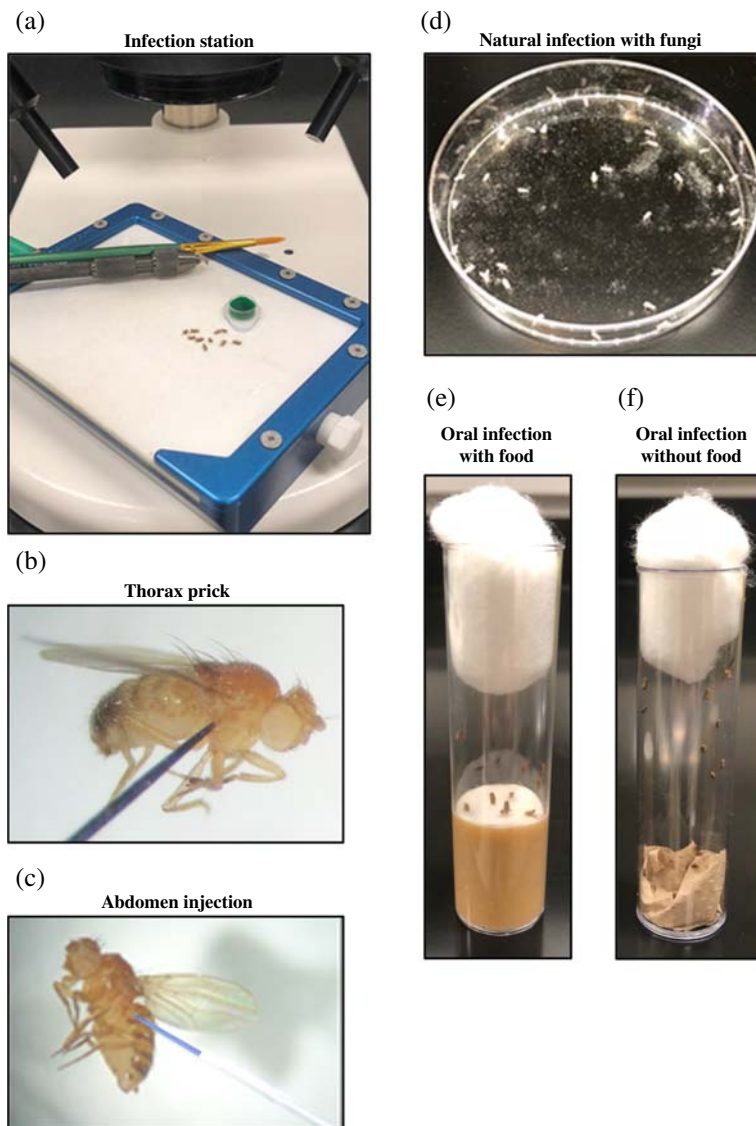 (a)
Infection station
(b)
Thorax prick
(c)
Abdomen injection
(d)
Natural infection with fungi
(e)
Oral infection
with food
(f)
Oral infection
without food